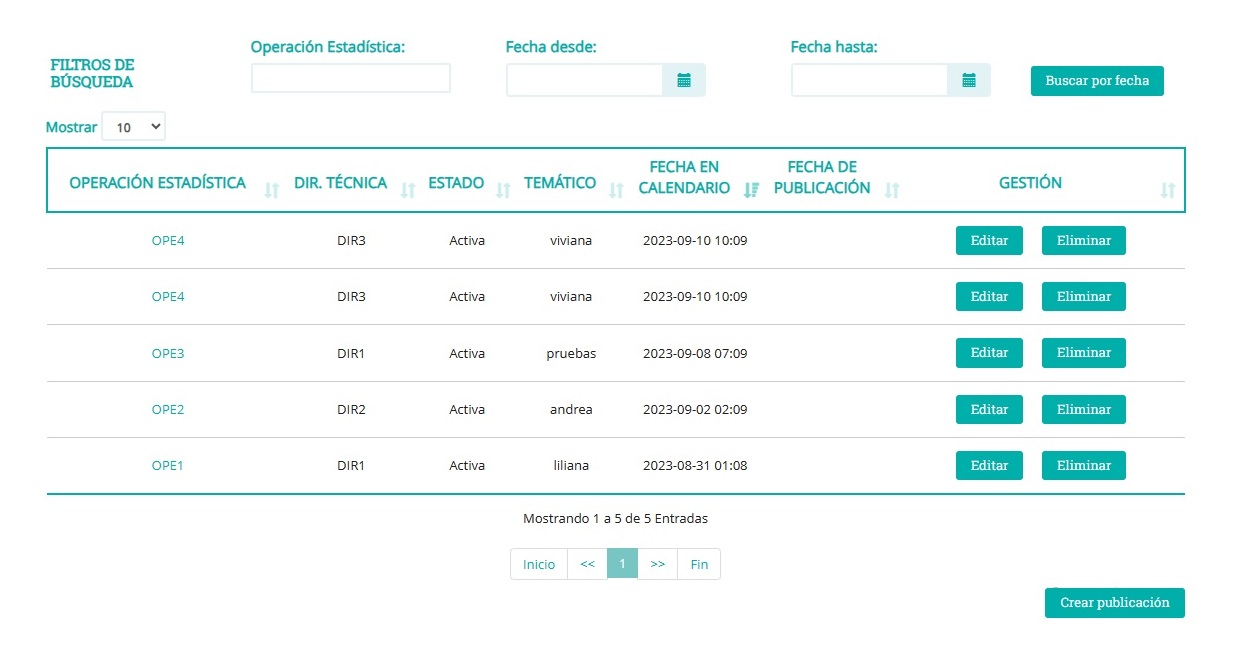 FILTROS DE
BÚSQUEDA
Operación Estadística:
Fecha desde:
Fecha hasta:
Buscar por fecha
Mostrar 10
OPERACIÓN ESTADÍSTICA DIR. TÉCNICA ESTADO TEMÁTICO FECHA EN CALENDARIO FECHA DE PUBLICACIÓN GESTIÓN
OPE4 DIR3 Activa viviana 2023-09-10 10:09 Editar Eliminar
OPE4 DIR3 Activa viviana 2023-09-10 10:09 Editar Eliminar
OPE3 DIR1 Activa pruebas 2023-09-08 07:09 Editar Eliminar
OPE2 DIR2 Activa andrea 2023-09-02 02:09 Editar Eliminar
OPE1 DIR1 Activa liliana 2023-08-31 01:08 Editar Eliminar
Mostrando 1 a 5 de 5 Entradas
Inicio << 1 >> Fin
Crear publicación